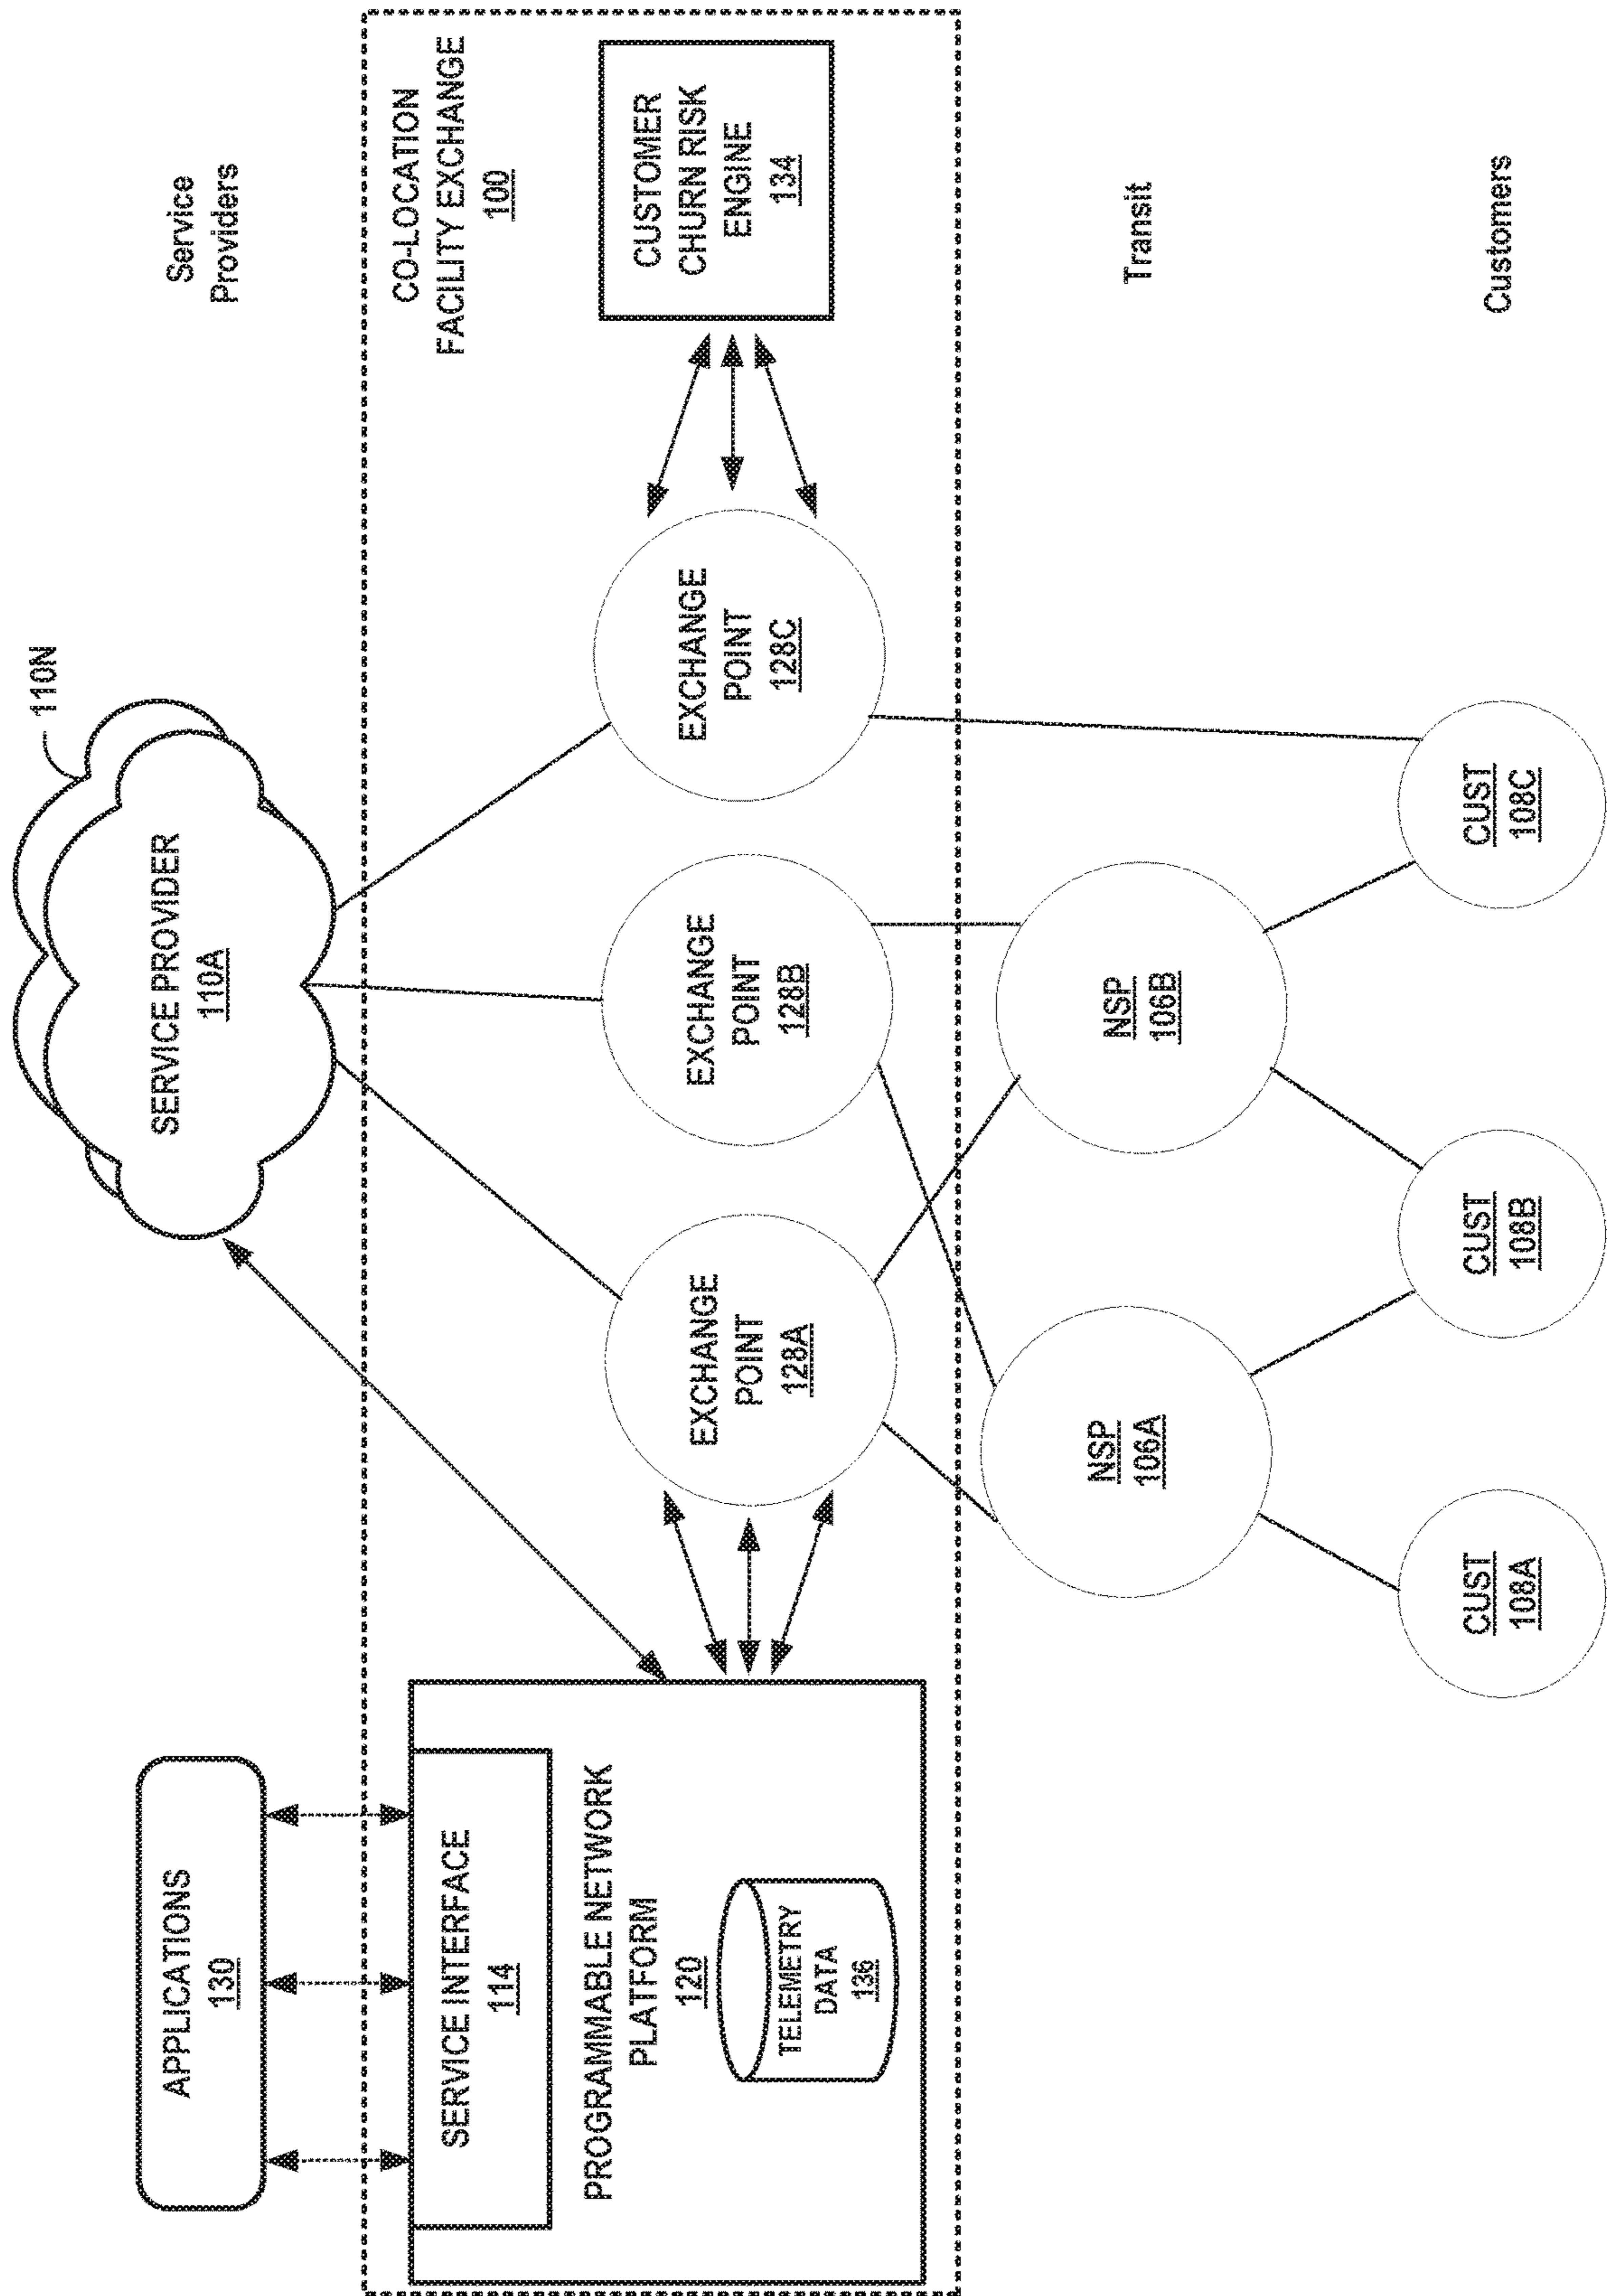 110N
SERVICE PROVIDER
110A
Service
Providers
APPLICATIONS
130
CO-LOCATION
FACILITY EXCHANGE
100
SERVICE INTERFACE
114
PROGRAMMABLE NETWORK
PLATFORM
120
TELEMETRY
DATA
136
EXCHANGE
POINT
128A
EXCHANGE
POINT
128B
EXCHANGE
POINT
128C
CUSTOMER
CHURN RISK
ENGINE
134
NSP
106A
NSP
106B
Transit
CUST
108A
CUST
108B
CUST
108C
Customers